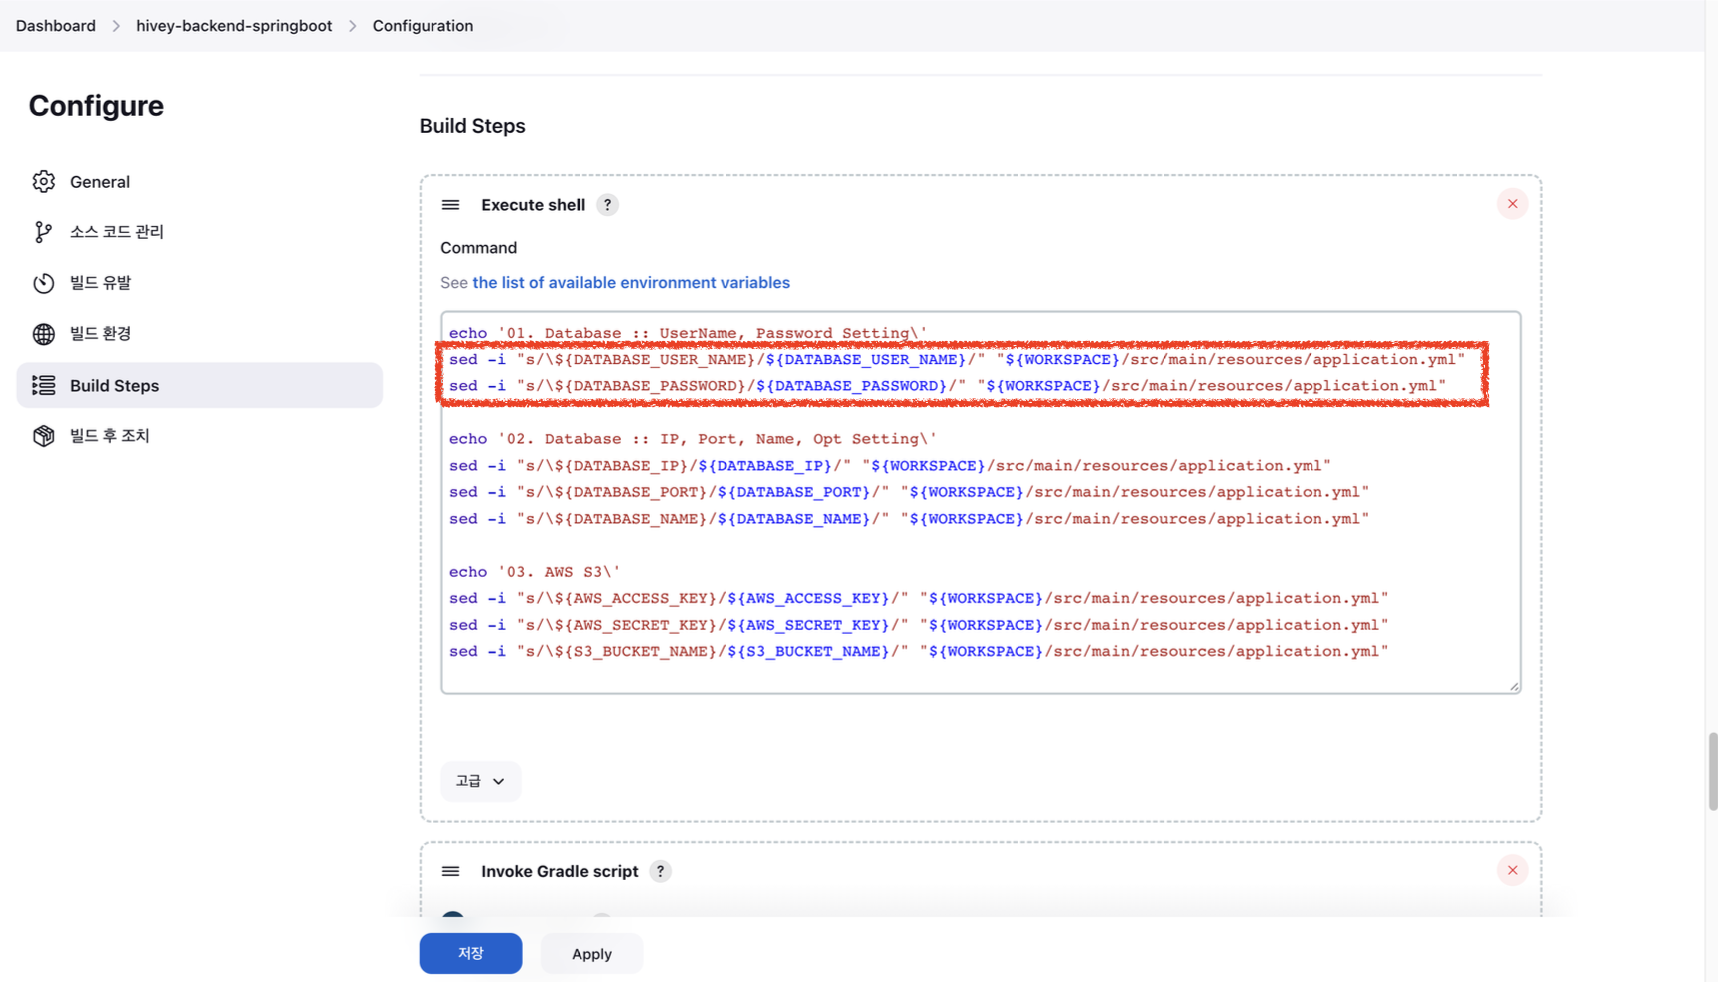 Dashboard > hivey-backend-springboot > Configuration
Configure
General
소스 코드 관리
빌드 유발
빌드 환경
Build Steps
빌드 후 조치
Build Steps
Execute shell ?
Command
See the list of available environment variables
echo '01. Database :: UserName, Password Setting\'
sed -i "s/\${DATABASE_USER_NAME}/${DATABASE_USER_NAME}/" "${WORKSPACE}/src/main/resources/application.yml"
sed -i "s/\${DATABASE_PASSWORD}/${DATABASE_PASSWORD}/" "${WORKSPACE}/src/main/resources/application.yml"
echo '02. Database :: IP, Port, Name, Opt Setting\'
sed -i "s/\${DATABASE_IP}/${DATABASE_IP}/" "${WORKSPACE}/src/main/resources/application.yml"
sed -i "s/\${DATABASE_PORT}/${DATABASE_PORT}/" "${WORKSPACE}/src/main/resources/application.yml"
sed -i "s/\${DATABASE_NAME}/${DATABASE_NAME}/" "${WORKSPACE}/src/main/resources/application.yml"
echo '03. AWS S3\'
sed -i "s/\${AWS_ACCESS_KEY}/${AWS_ACCESS_KEY}/" "${WORKSPACE}/src/main/resources/application.yml"
sed -i "s/\${AWS_SECRET_KEY}/${AWS_SECRET_KEY}/" "${WORKSPACE}/src/main/resources/application.yml"
sed -i "s/\${S3_BUCKET_NAME}/${S3_BUCKET_NAME}/" "${WORKSPACE}/src/main/resources/application.yml"
고급
Invoke Gradle script ?
저장
Apply